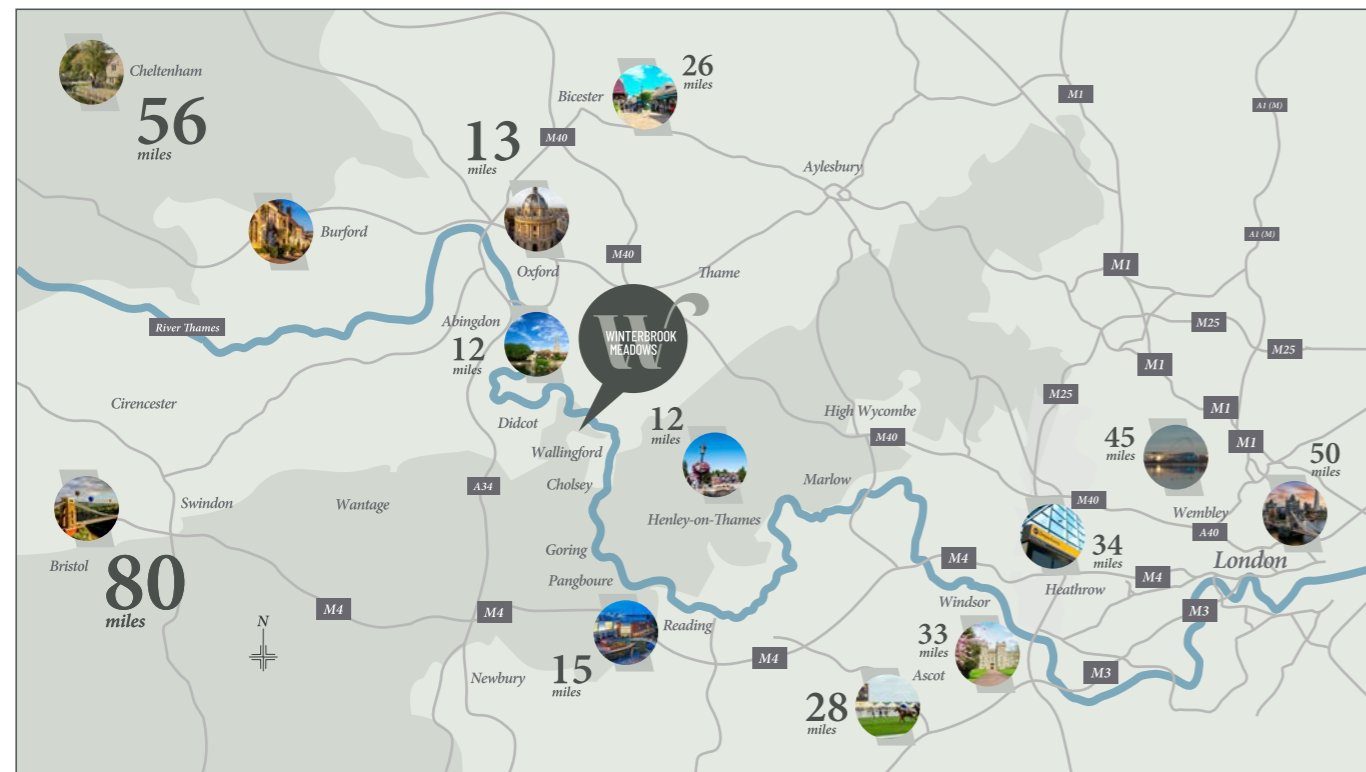 Cheltenham
56
miles
26
miles
Bicester
M1
A1 (M)
13
miles
M40
Aylesbury
Burford
A1 (M)
M40
Oxford
Thame
M1
River Thames
Abingdon
12
miles
W
WINTERBROOK
MEADOWS
M25
M25
M1
Cirencester
Didcot
12
miles
High Wycombe
M25
M1
M40
M1
45
miles
50
miles
Wallingford
Cholsey
Marlow
A34
Swindon
Wantage
Henley-on-Thames
M40
Wembley
A40
Bristol
80
miles
Goring
Pangboure
34
miles
London
M4
Heathrow
M4
M4
M4
Windsor
M3
N
Reading
33
miles
M4
M3
Newbury
15
miles
Ascot
28
miles